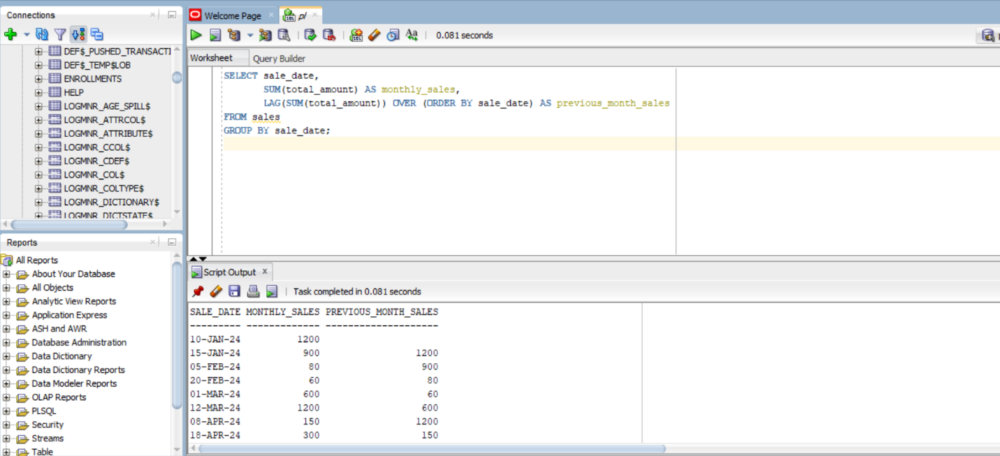 Connections
DEF$_PUSHED_TRANSACTI
DEF$_TEMP$LOB
ENROLLMENTS
HELP
LOGMNR_AGE_SPILL$
LOGMNR_ATTRCOL$
LOGMNR_ATTRIBUTE$
LOGMNR_CCOL$
LOGMNR_CDEF$
LOGMNR_COL$
LOGMNR_COLTYPE$
LOGMNR_DICTIONARY$
LOGMNR_DICTSTATE$
Reports
All Reports
About Your Database
All Objects
Analytic View Reports
Application Express
ASH and AWR
Database Administration
Data Dictionary
Data Dictionary Reports
Data Modeler Reports
OLAP Reports
PLSQL
Security
Streams
Table
Welcome Page
pl
0.081 seconds
Worksheet
Query Builder
SELECT sale_date,
SUM(total_amount) AS monthly_sales,
LAG(SUM(total_amount)) OVER (ORDER BY sale_date) AS previous_month_sales
FROM sales
GROUP BY sale_date;
Script Output x
Task completed in 0.081 seconds
SALE_DATE MONTHLY_SALES PREVIOUS_MONTH_SALES
--------- ------------- --------------------
10-JAN-24 1200
15-JAN-24 900 1200
05-FEB-24 80 900
20-FEB-24 60 80
01-MAR-24 600 60
12-MAR-24 1200 600
08-APR-24 150 1200
18-APR-24 300 150